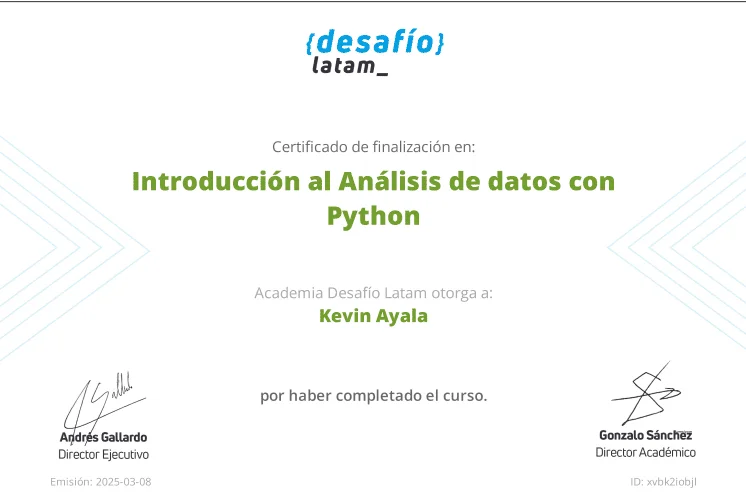 {desafío}
latam_
Certificado de finalización en:
Introducción al Análisis de datos con
Python
Academia Desafío Latam otorga a:
Kevin Ayala
por haber completado el curso.
Andrés Gallardo
Director Ejecutivo
Gonzalo Sánchez
Director Académico
Emisión: 2025-03-08
ID: xvbk2iobjl